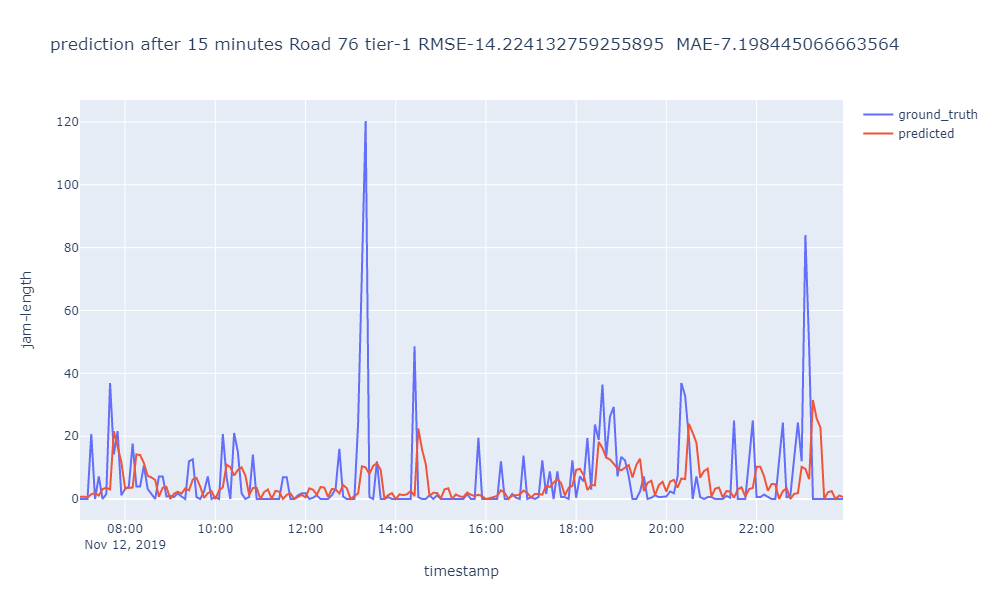 prediction after 15 minutes Road 76 tier-1 RMSE-14.224132759255895  MAE-7.198445066663564
ground_truth
predicted
120
100
80
60
40
20
0
jam-length
08:00 10:00 12:00 14:00 16:00 18:00 20:00 22:00
Nov 12, 2019
timestamp